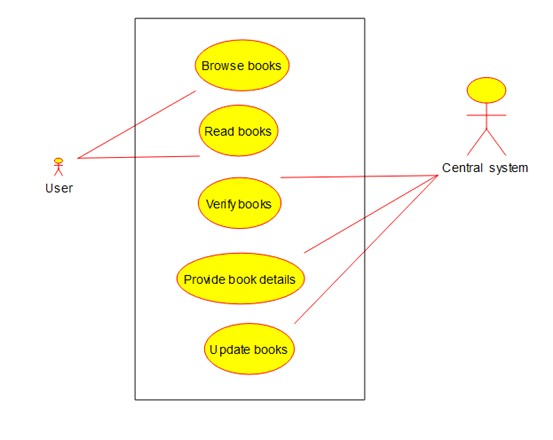 Browse books
Read books
User
Central system
Verify books
Provide book details
Update books